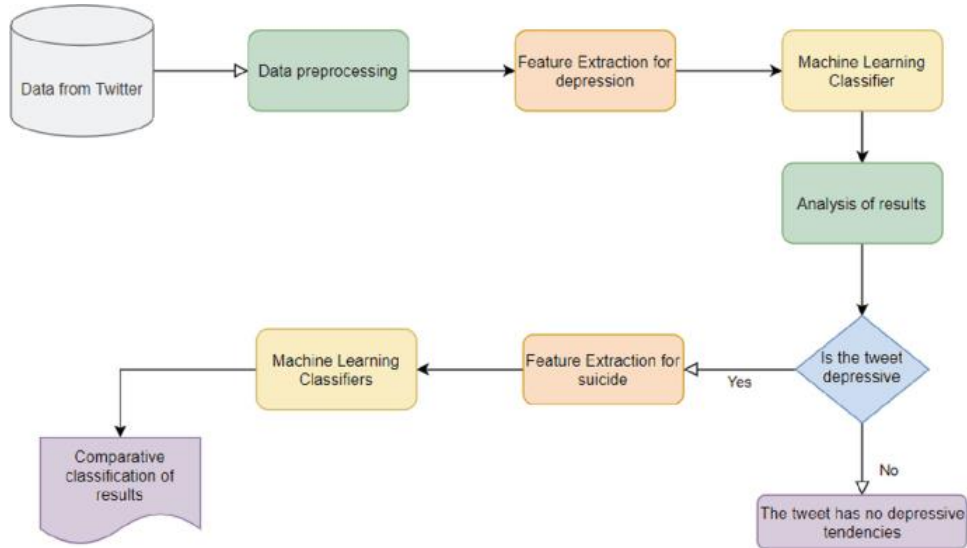 Data from Twitter
Data preprocessing
Feature Extraction for
depression
Machine Learning
Classifier
Analysis of results
Is the tweet
depressive
Yes
Feature Extraction for
suicide
Machine Learning
Classifiers
Comparative
classification of
results
No
The tweet has no depressive
tendencies